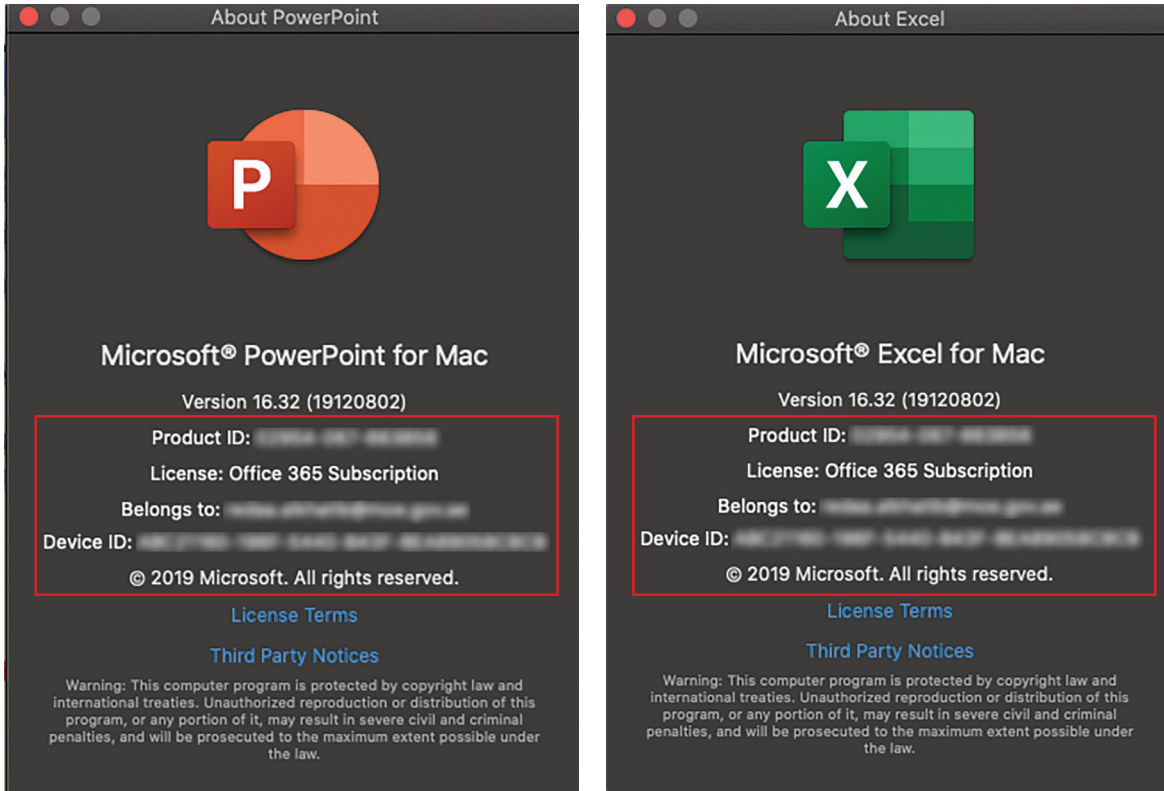 About PowerPoint
P
Microsoft® PowerPoint for Mac
Version 16.32 (19120802)
Product ID:
License: Office 365 Subscription
Belongs to:
Device ID:
© 2019 Microsoft. All rights reserved.
License Terms
Third Party Notices
Warning: This computer program is protected by copyright law and
international treaties. Unauthorized reproduction or distribution of this
program, or any portion of it, may result in severe civil and criminal
penalties, and will be prosecuted to the maximum extent possible under
the law.
About Excel
X
Microsoft® Excel for Mac
Version 16.32 (19120802)
Product ID:
License: Office 365 Subscription
Belongs to:
Device ID:
© 2019 Microsoft. All rights reserved.
License Terms
Third Party Notices
Warning: This computer program is protected by copyright law and
international treaties. Unauthorized reproduction or distribution of this
program, or any portion of it, may result in severe civil and criminal
penalties, and will be prosecuted to the maximum extent possible under
the law.